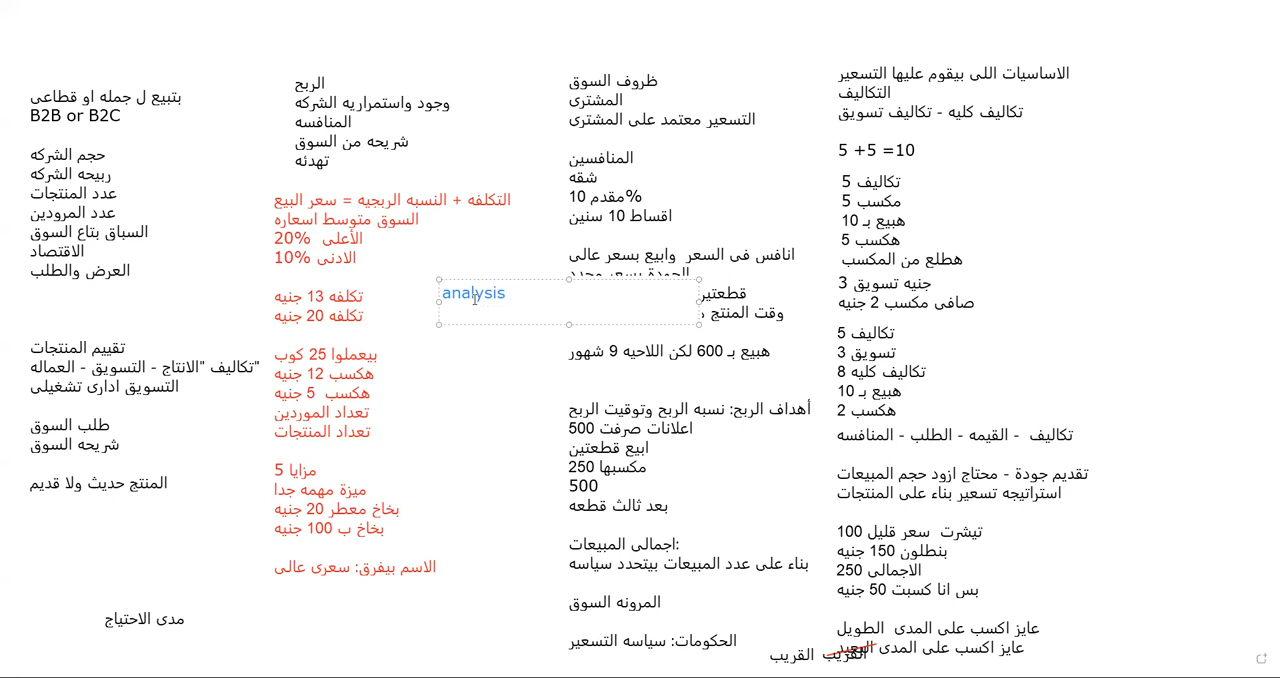 الاساسيات اللى بيقوم عليها التسعير
التكاليف
تكاليف كليه - تكاليف تسويق
5 +5 =10
تكاليف 5
مكسب 5
هبيع بـ 10
هكسب 5
هطلع من المكسب
3 جنيه تسويق
صافى مكسب 2 جنيه
تكاليف 5
تسويق 3
تكاليف كليه 8
هبيع بـ 10
هكسب 2
تكاليف - القيمه - الطلب - المنافسه
تقديم جودة - محتاج ازود حجم المبيعات
استراتيجه تسعير بناء على المنتجات
تيشرت سعر قليل 100
بنطلون 150 جنيه
الاجمالى 250
بس انا كسبت 50 جنيه
عايز اكسب على المدى الطويل
عايز اكسب على المدى البعيد
القريب القريب
ظروف السوق
المشترى
التسعير معتمد على المشترى
المنافسين
شقه
%مقدم 10
اقساط 10 سنين
انافس فى السعر وابيع بسعر عالى
الجودة بسعر محدد
قطعتين
وقت المنتج
هبيع بـ 600 لكن اللاحيه 9 شهور
أهداف الربح: نسبه الربح وتوقيت الربح
اعلانات صرفت 500
ابيع قطعتين
مكسبها 250
500
بعد ثالث قطعه
اجمالى المبيعات:
بناء على عدد المبيعات بيتحدد سياسه
المرونه السوق
الحكومات: سياسه التسعير
الربح
وجود واستمراريه الشركه
المنافسه
شريحه من السوق
تهدئه
التكلفه + النسبه الربجيه = سعر البيع
السوق متوسط اسعاره
الأعلى 20%
الادنى 10%
تكلفه 13 جنيه
تكلفه 20 جنيه
analysis
بيعملوا 25 كوب
هكسب 12 جنيه
هكسب 5 جنيه
تعداد الموردين
تعداد المنتجات
مزايا 5
ميزة مهمه جدا
بخاخ معطر 20 جنيه
بخاخ ب 100 جنيه
الاسم بيفرق: سعرى عالى
بتبيع ل جمله او قطاعى
B2B or B2C
حجم الشركه
ربيحه الشركه
عدد المنتجات
عدد المرودين
السباق بتاع السوق
الاقتصاد
العرض والطلب
تقييم المنتجات
تكاليف "الانتاج - التسويق - العماله"
التسويق ادارى تشغيلى
طلب السوق
شريحه السوق
المنتج حديث ولا قديم
مدى الاحتياج